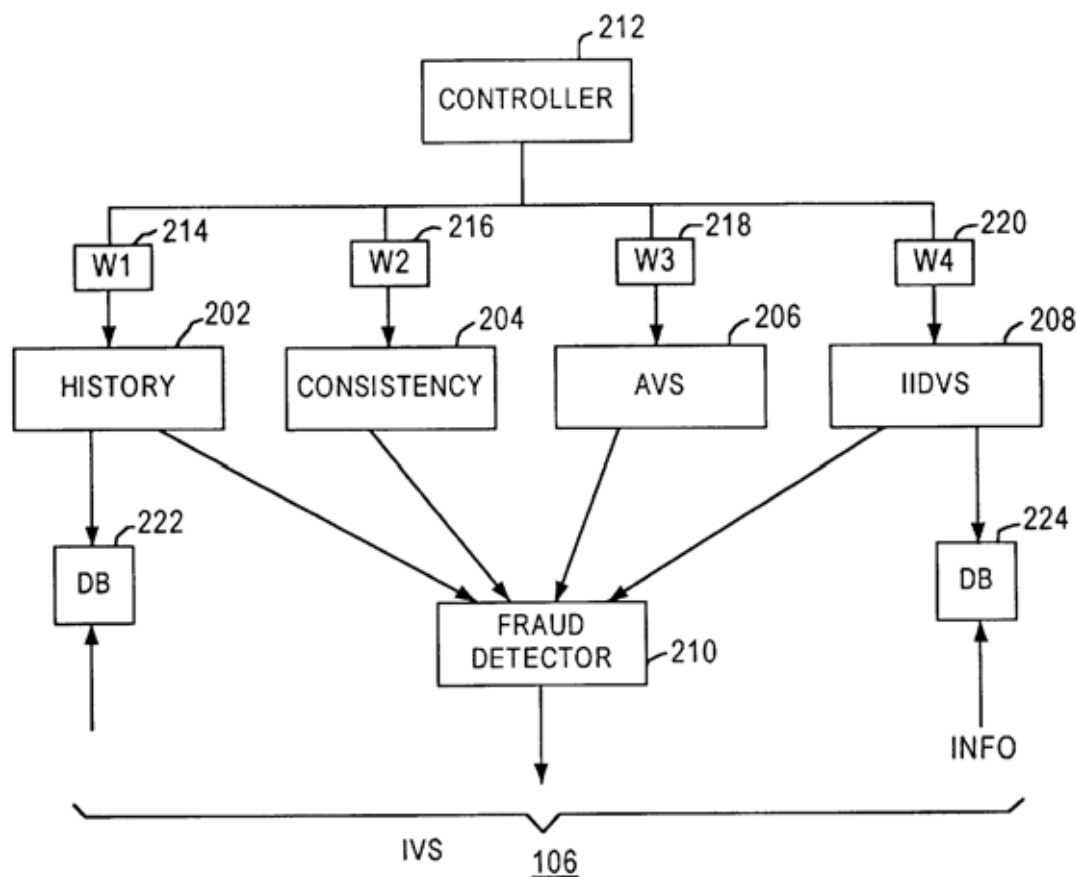 212
CONTROLLER
214
216
218
220
W1
W2
W3
W4
202
204
206
208
HISTORY
CONSISTENCY
AVS
IIDVS
222
224
DB
DB
FRAUD
DETECTOR
210
INFO
IVS
106